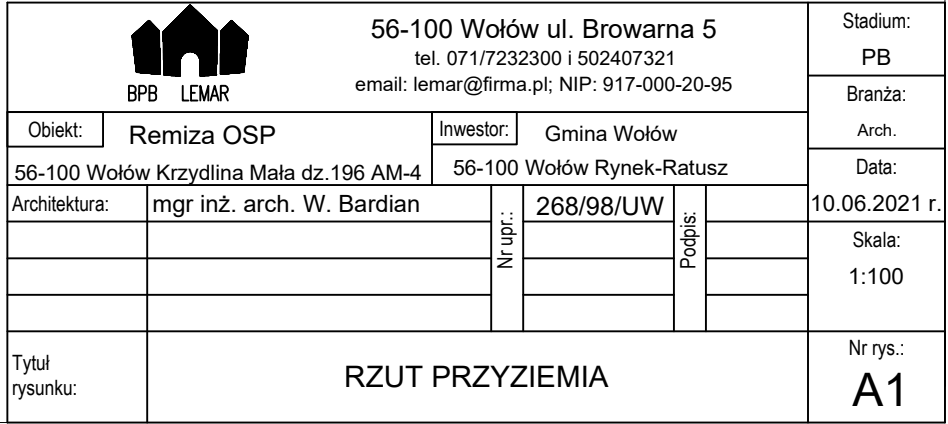 BPB LEMAR
56-100 Wołów ul. Browarna 5
tel. 071/7232300 i 502407321
email: lemar@firma.pl; NIP: 917-000-20-95
Stadium:
PB
Branża:
Arch.
Obiekt: Remiza OSP
56-100 Wołów Krzydlina Mała dz.196 AM-4
Inwestor: Gmina Wołów
56-100 Wołów Rynek-Ratusz
Data:
10.06.2021 r.
Architektura: mgr inż. arch. W. Bardian Nr upr.: 268/98/UW Podpis:
Skala:
1:100
Tytuł
rysunku:
RZUT PRZYZIEMIA
Nr rys.:
A1